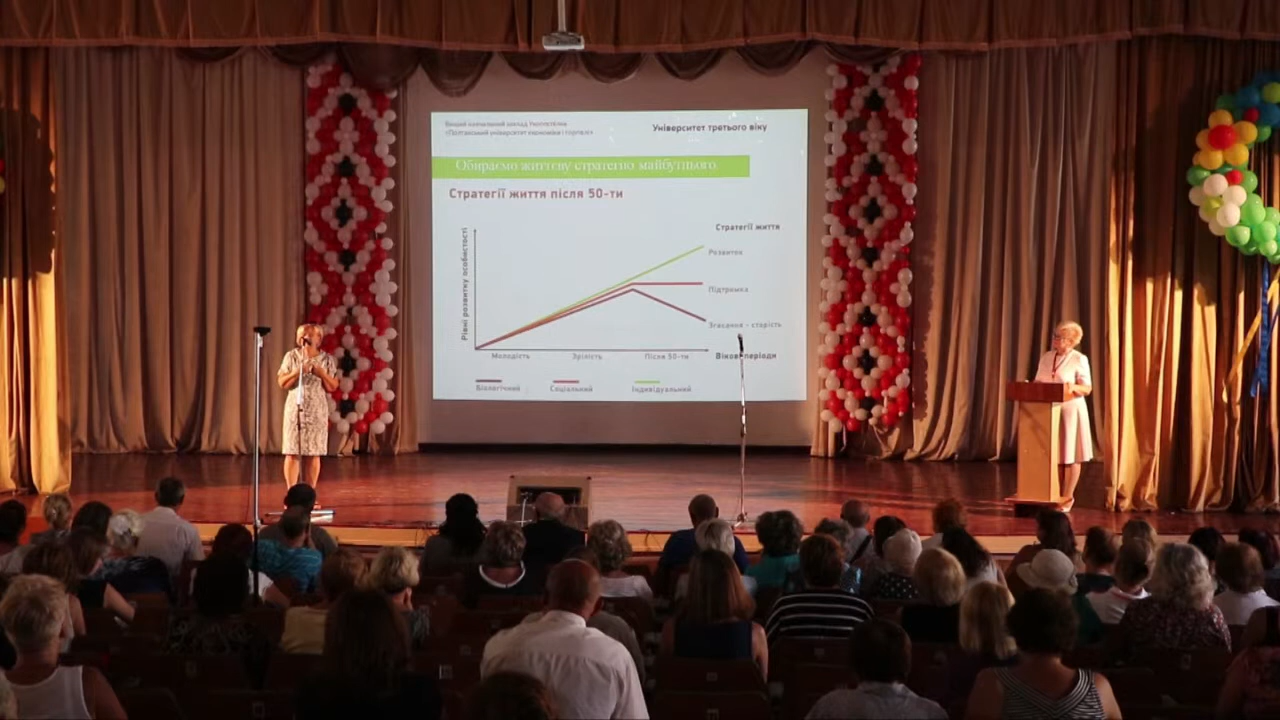 Вищий навчальний заклад Укоопспілки
«Полтавський університет економіки і торгівлі»
Університет третього віку
Обираємо життєву стратегію майбутнього
Стратегії життя після 50-ти
Стратегії життя
Розвиток
Підтримка
Згасання - старість
Рівні розвитку особистості
Молодість Зрілість Після 50-ти Вікові періоди
Біологічний Соціальний Індивідуальний